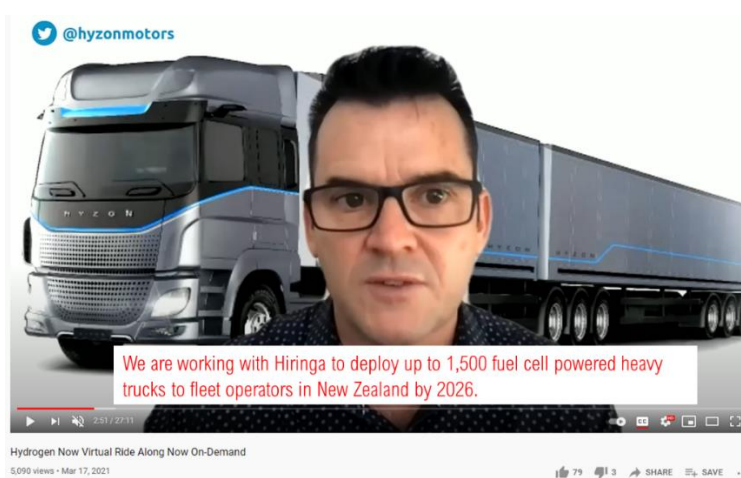 @hyzonmotors
HYZON
We are working with Hiringa to deploy up to 1,500 fuel cell powered heavy
trucks to fleet operators in New Zealand by 2026.
2:51 / 27:11
CC
Hydrogen Now Virtual Ride Along Now On-Demand
5,090 views • Mar 17, 2021
79
3
SHARE
SAVE